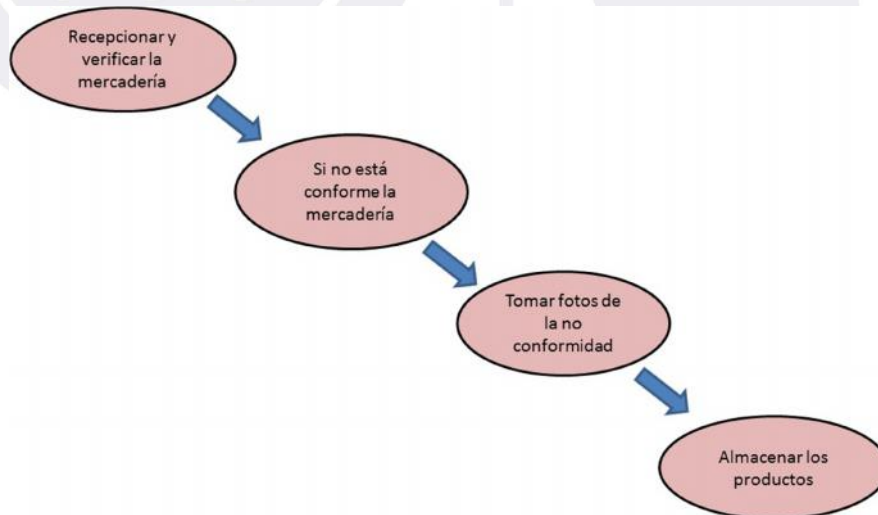 Recepcionar y
verificar la
mercadería
Si no está
conforme la
mercadería
Tomar fotos de
la no
conformidad
Almacenar los
productos